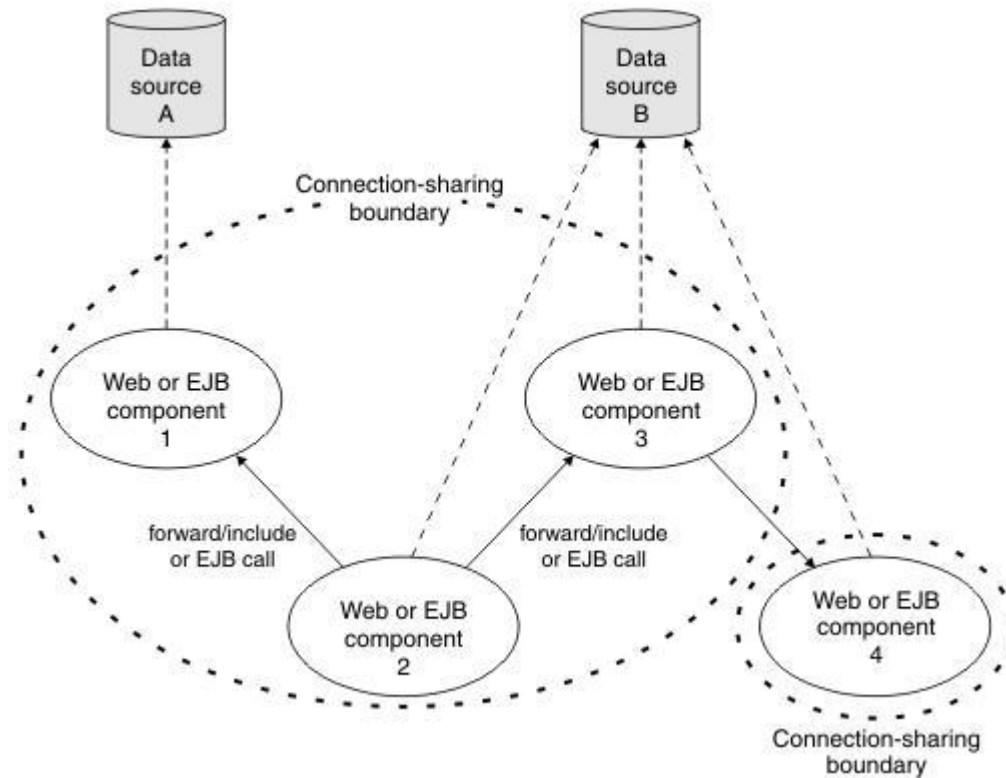 Data
source
A
Data
source
B
Connection-sharing
boundary
Web or EJB
component
1
Web or EJB
component
3
forward/include
or EJB call
forward/include
or EJB call
Web or EJB
component
2
Web or EJB
component
4
Connection-sharing
boundary